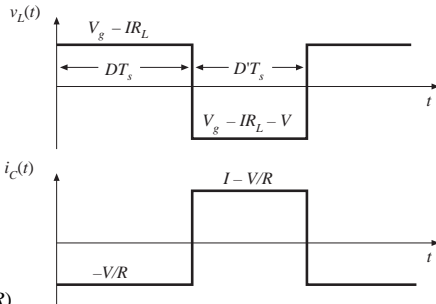 v_L(t)
V_g – IR_L
DT_s
D'T_s
t
V_g – IR_L – V
i_C(t)
I – V/R
t
–V/R
R)